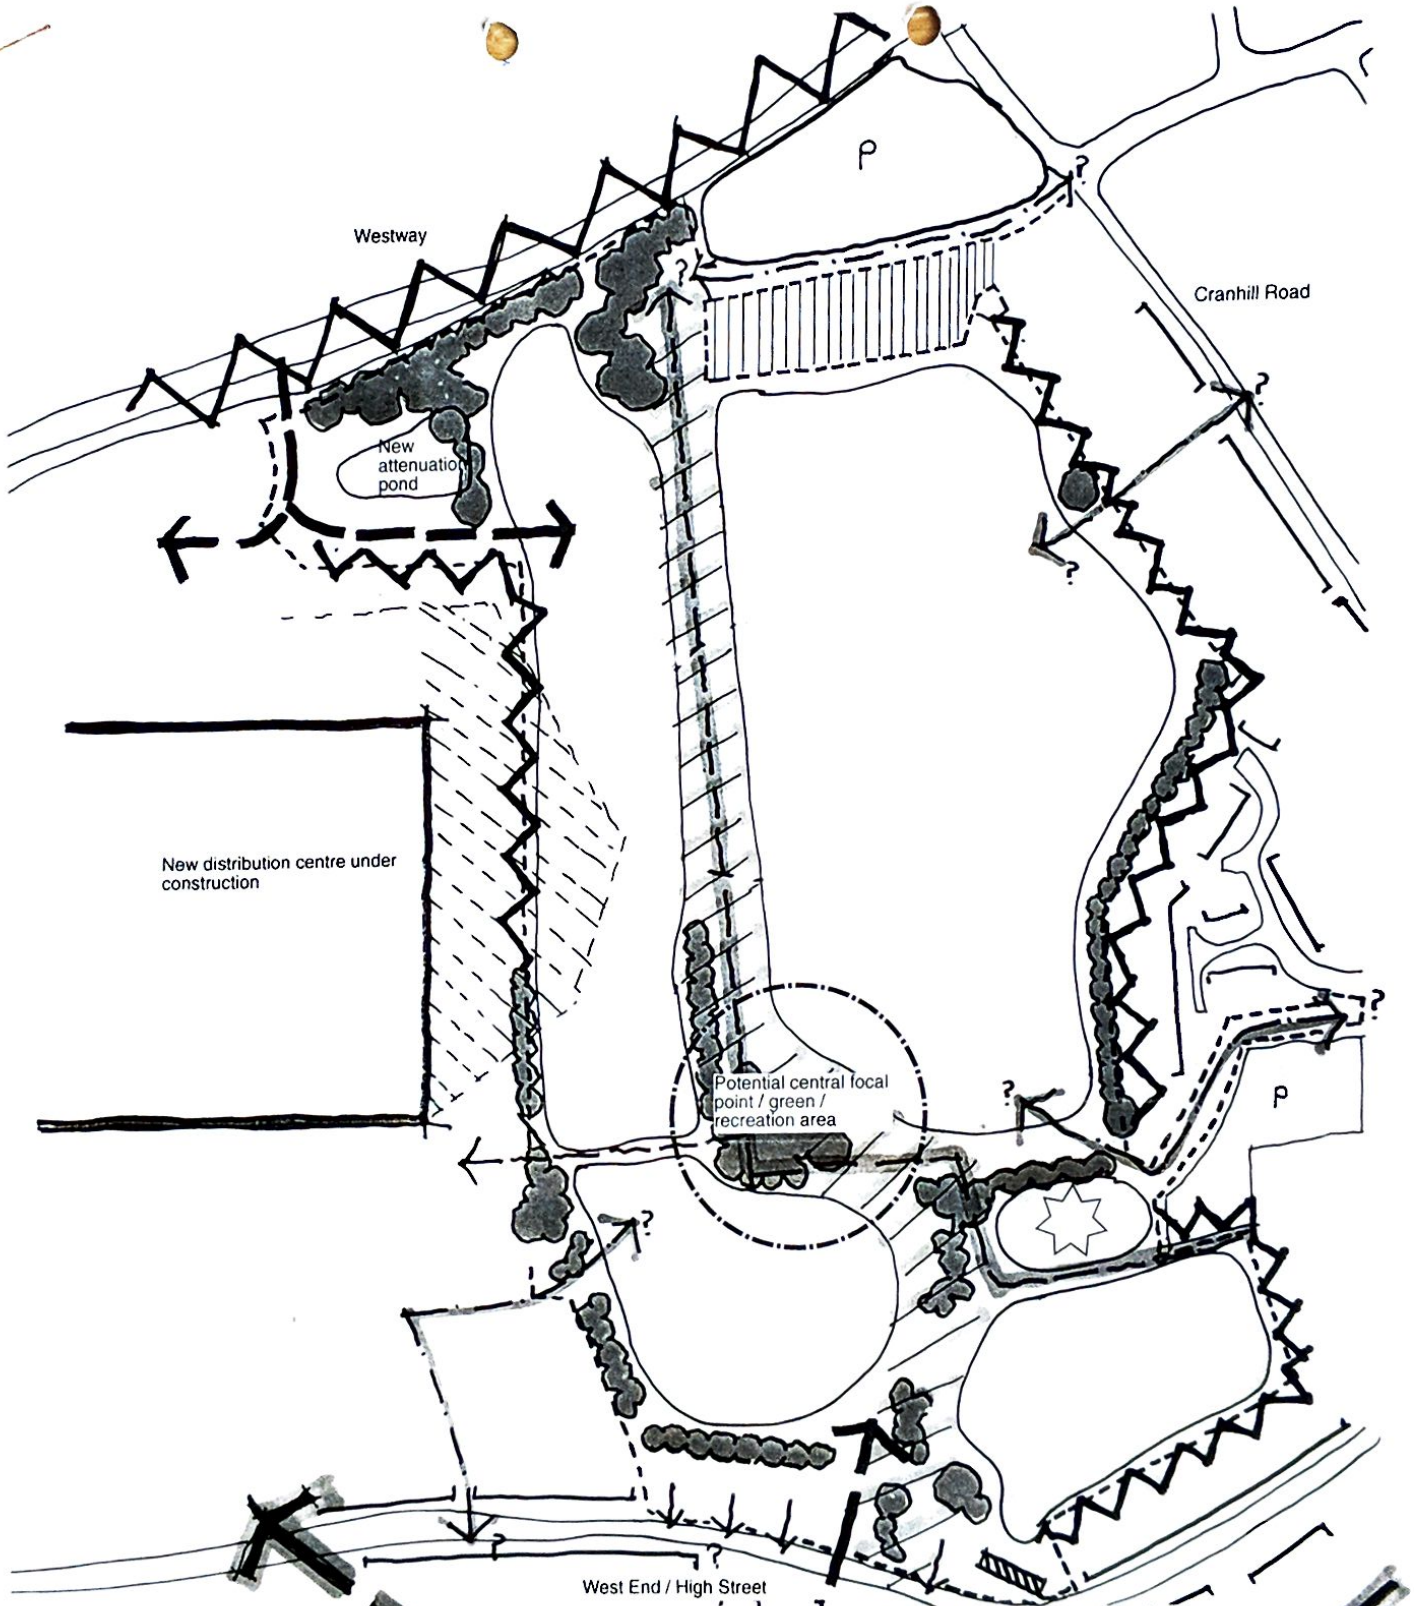 P
?
Westway
?
Cranhill Road
?
New
attenuation
pond
?
New distribution centre under
construction
?
Potential central focal
point / green /
recreation area
?
P
?
?
?
West End / High Street